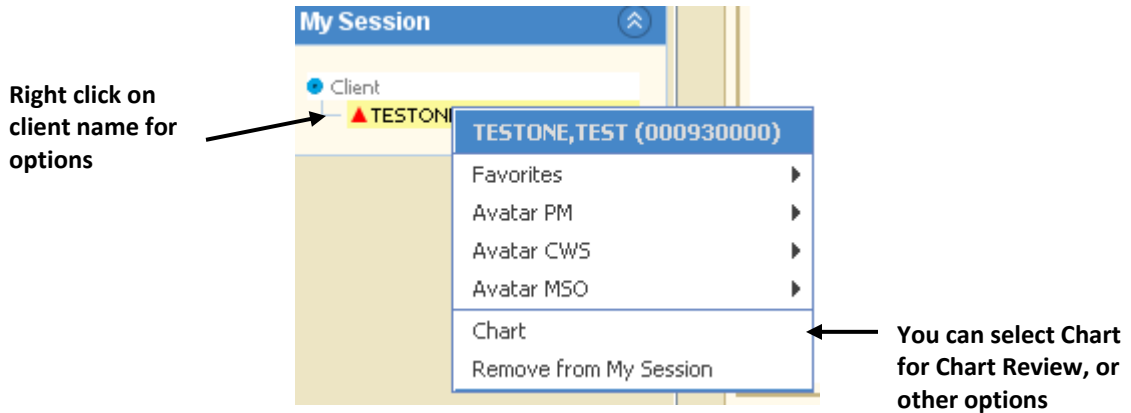 My Session
Client
TESTONE
Right click on
client name for
options
TESTONE,TEST (000930000)
Favorites
Avatar PM
Avatar CWS
Avatar MSO
Chart
Remove from My Session
You can select Chart
for Chart Review, or
other options